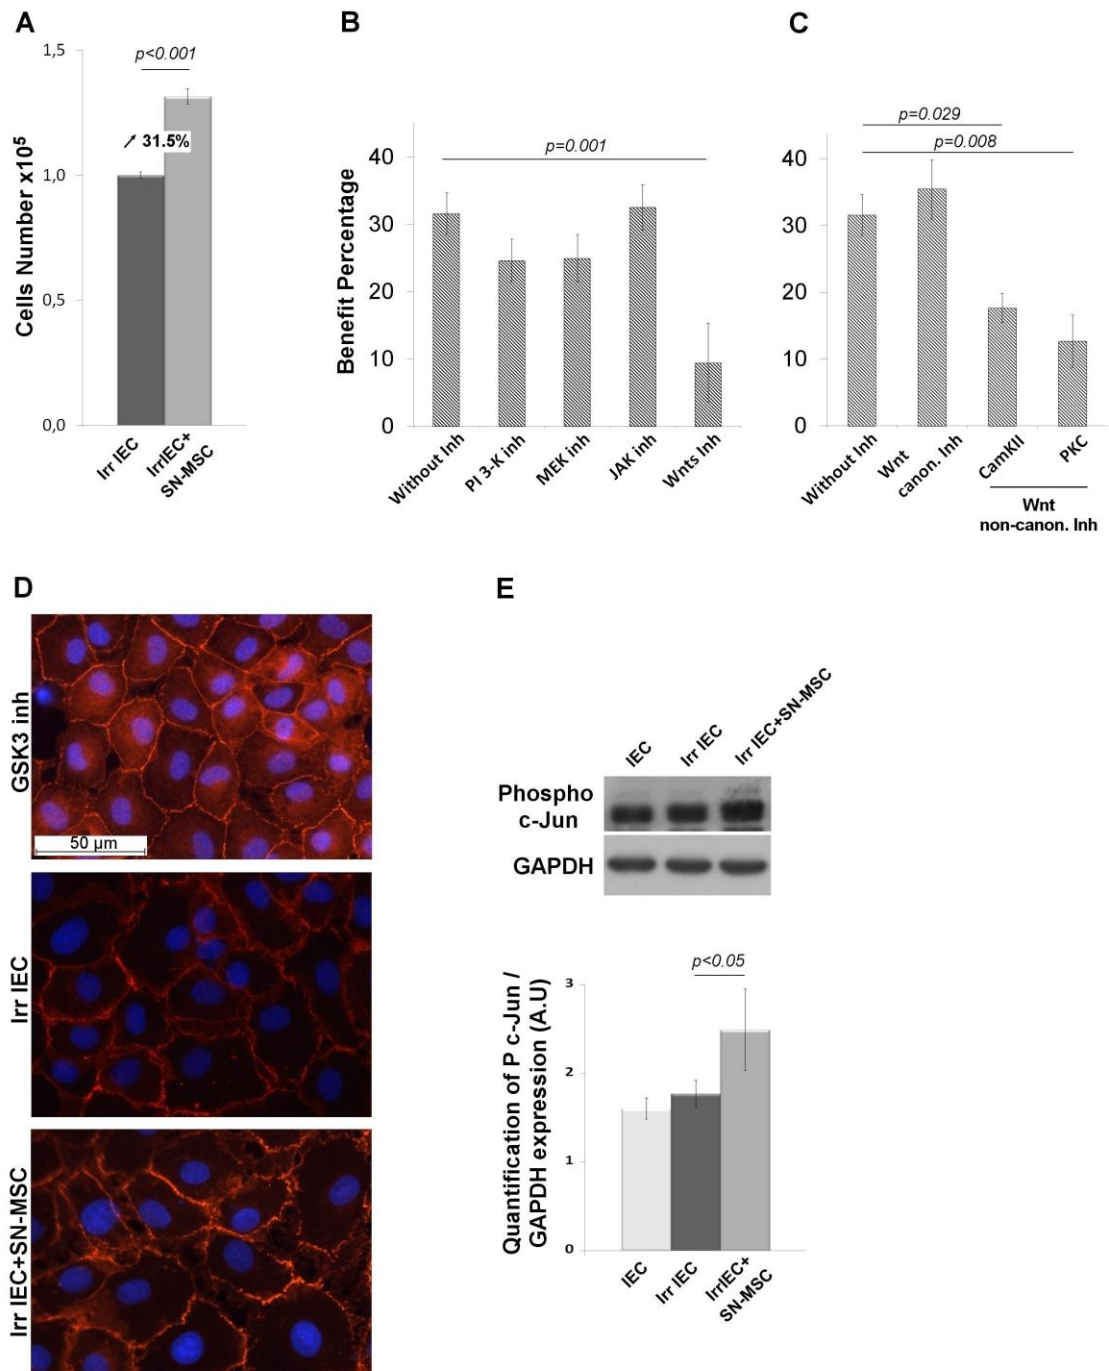 A
1,5
p<0.001
↗ 31.5%
1,0
0,5
0,0
Cells Number x10⁵
Irr IEC
IrrIEC+
SN-MSC
B
Benefit Percentage
40
30
20
10
0
p=0.001
Without Inh
PI 3-K inh
MEK inh
JAK inh
Wnts Inh
C
40
30
20
10
0
p=0.029
p=0.008
Without Inh
Wnt
canon. Inh
CamKII
PKC
Wnt
non-canon. Inh
D
GSK3 inh
50 µm
Irr IEC
Irr IEC+SN-MSC
E
IEC
Irr IEC
Irr IEC+SN-MSC
Phospho
c-Jun
GAPDH
Quantification of P c-Jun /
GAPDH expression (A.U)
3
2
1
0
p<0.05
IEC
Irr IEC
IrrIEC+
SN-MSC